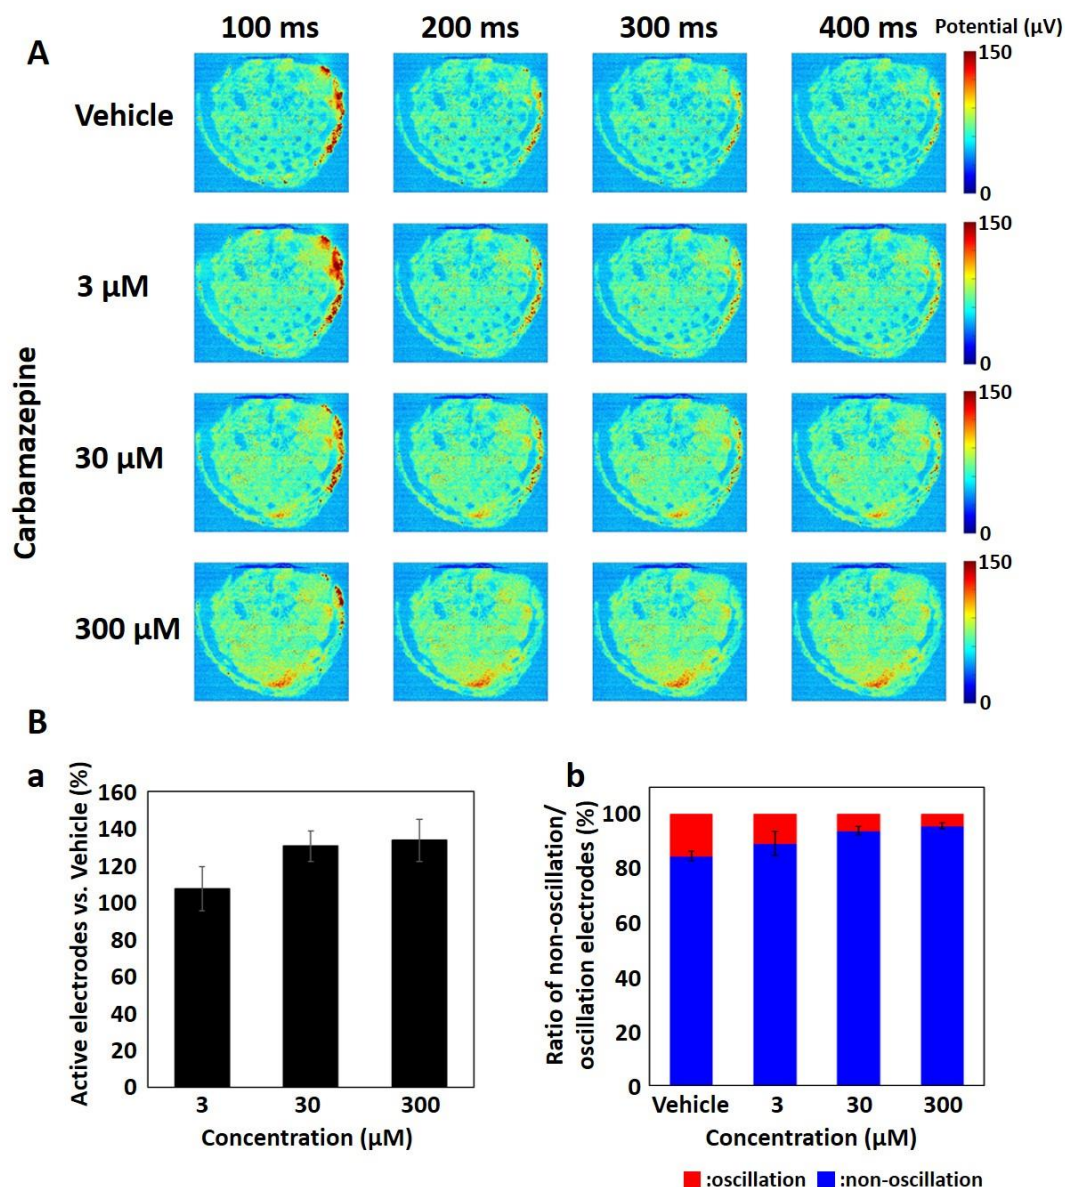 A
100 ms 200 ms 300 ms 400 ms Potential (μV)
Vehicle
150
0
3 μM
150
0
Carbamazepine
30 μM
150
0
300 μM
150
0
B
a
Active electrodes vs. Vehicle (%)
160
140
120
100
80
60
40
20
0
3 30 300
Concentration (μM)
b
Ratio of non-oscillation/
oscillation electrodes (%)
100
80
60
40
20
0
Vehicle 3 30 300
Concentration (μM)
:oscillation :non-oscillation